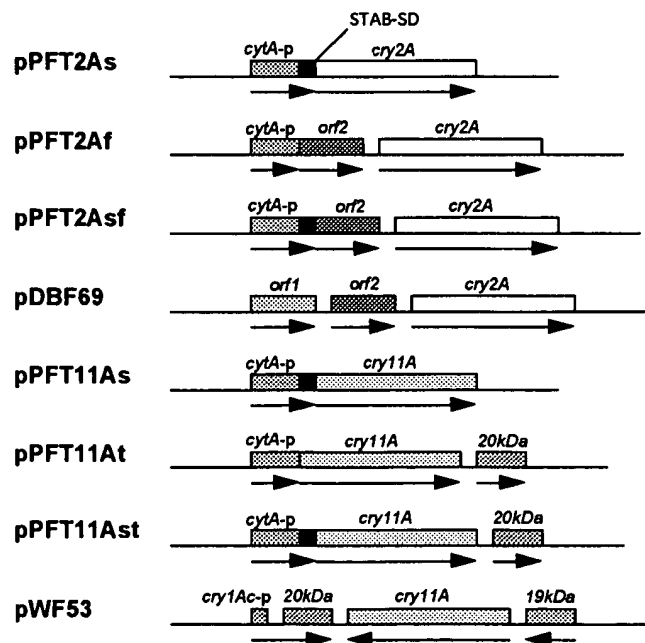 STAB-SD
pPFT2As cytA-p cry2A
pPFT2Af cytA-p orf2 cry2A
pPFT2Asf cytA-p orf2 cry2A
pDBF69 orf1 orf2 cry2A
pPFT11As cytA-p cry11A
pPFT11At cytA-p cry11A 20kDa
pPFT11Ast cytA-p cry11A 20kDa
pWF53 cry1Ac-p 20kDa cry11A 19kDa